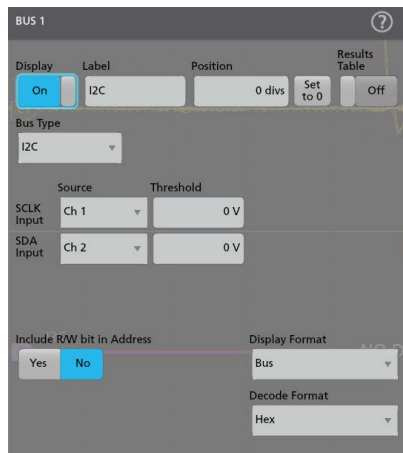 BUS 1
?
Display Label Position Results Table
On I2C 0 divs Set to 0 Off
Bus Type
I2C
Source Threshold
SCLK Input Ch 1 0 V
SDA Input Ch 2 0 V
Include R/W bit in Address Display Format
Yes No Bus
Decode Format
Hex